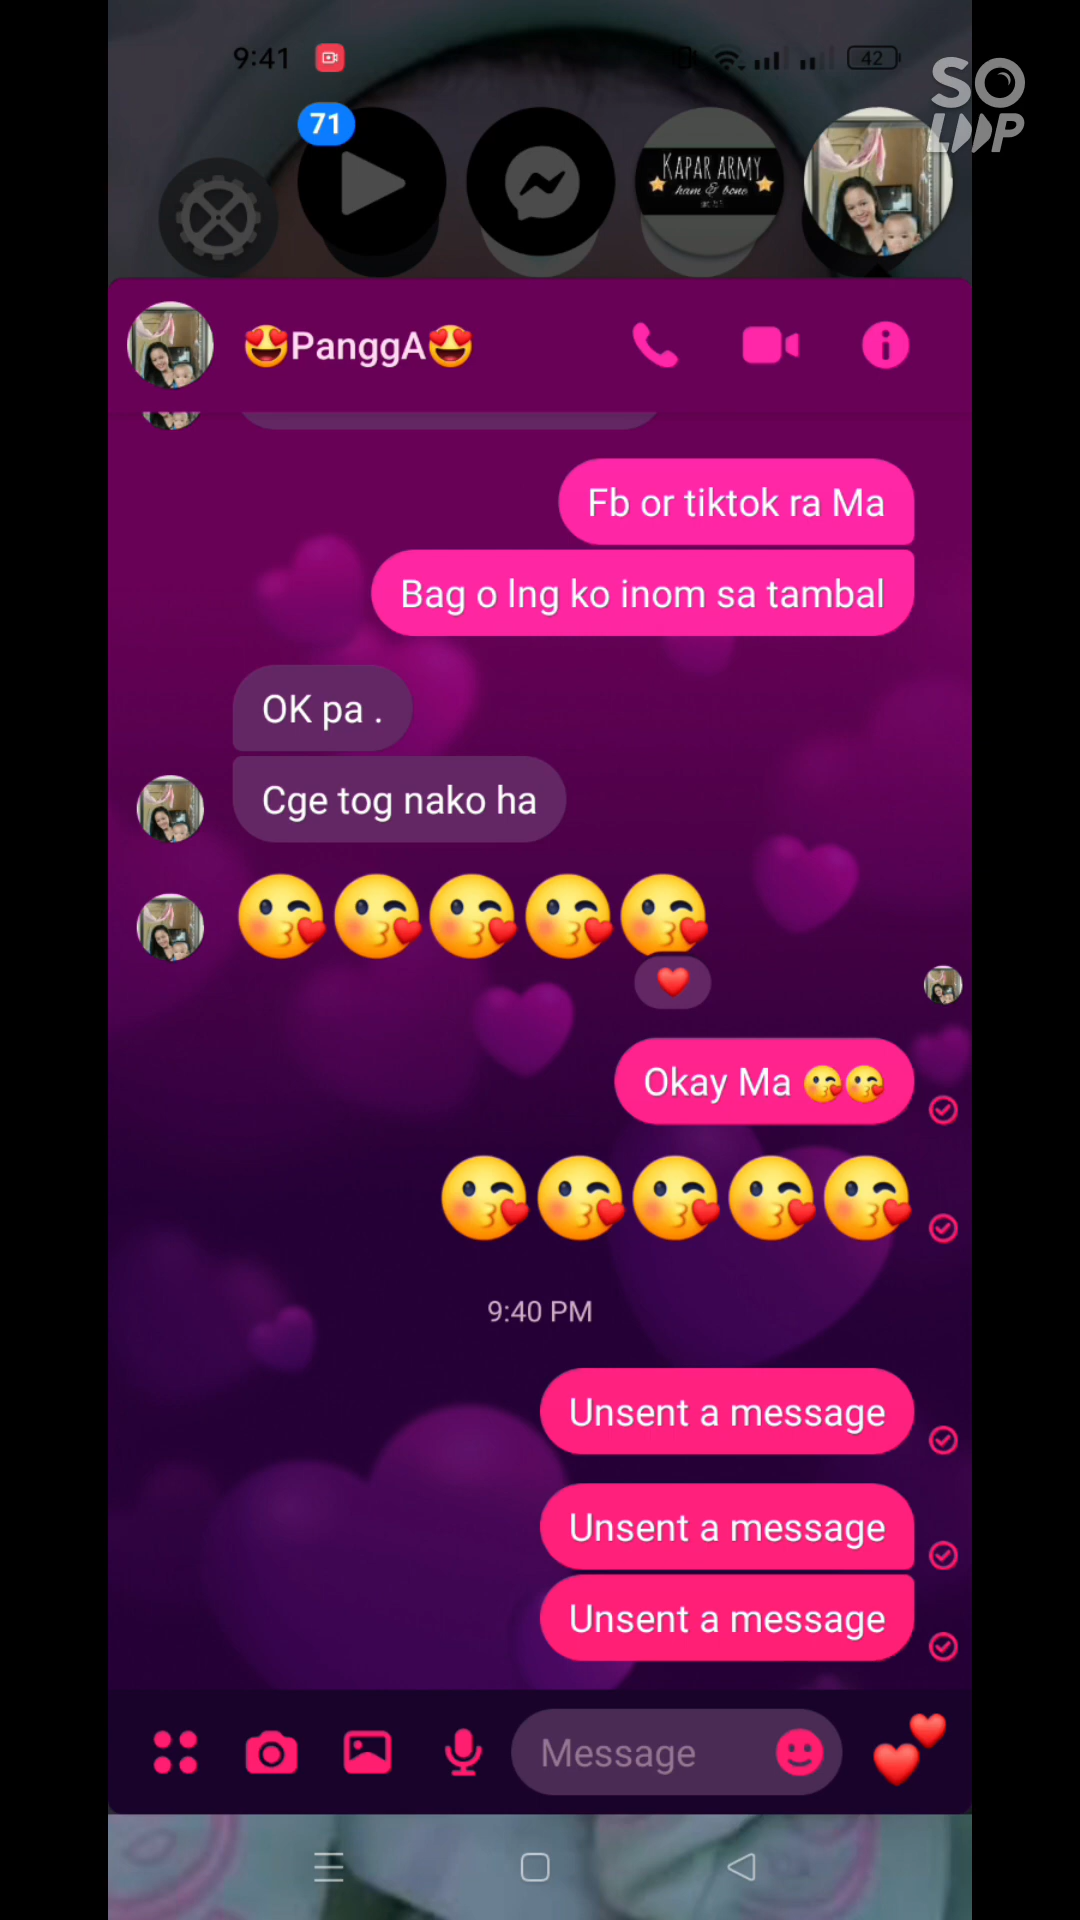 9:41
42
SO
LOOP
71
KAPAR ARMY
ham & bono
😍PanggA😍
Fb or tiktok ra Ma
Bag o lng ko inom sa tambal
OK pa .
Cge tog nako ha
😘😘😘😘😘
❤
Okay Ma 😘😘
😘😘😘😘😘
9:40 PM
Unsent a message
Unsent a message
Unsent a message
Message